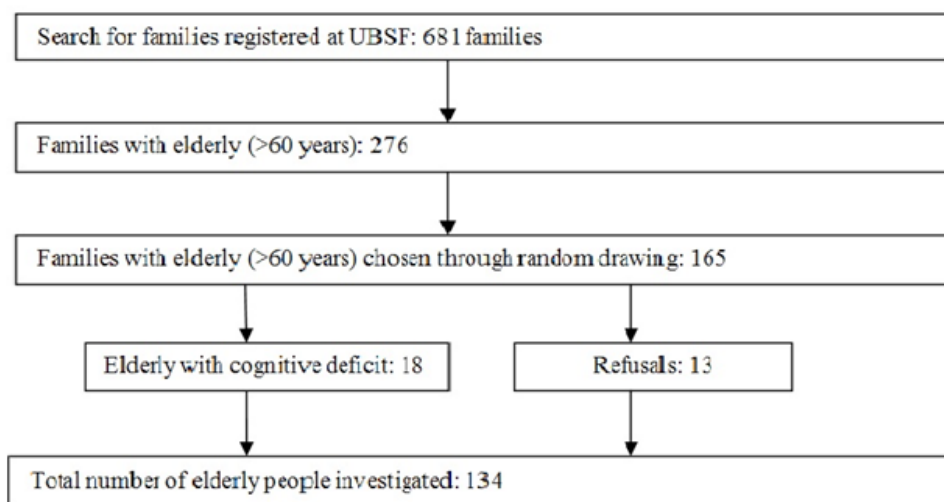 Search for families registered at UBSF: 681 families
Families with elderly (>60 years): 276
Families with elderly (>60 years) chosen through random drawing: 165
Elderly with cognitive deficit: 18
Refusals: 13
Total number of elderly people investigated: 134